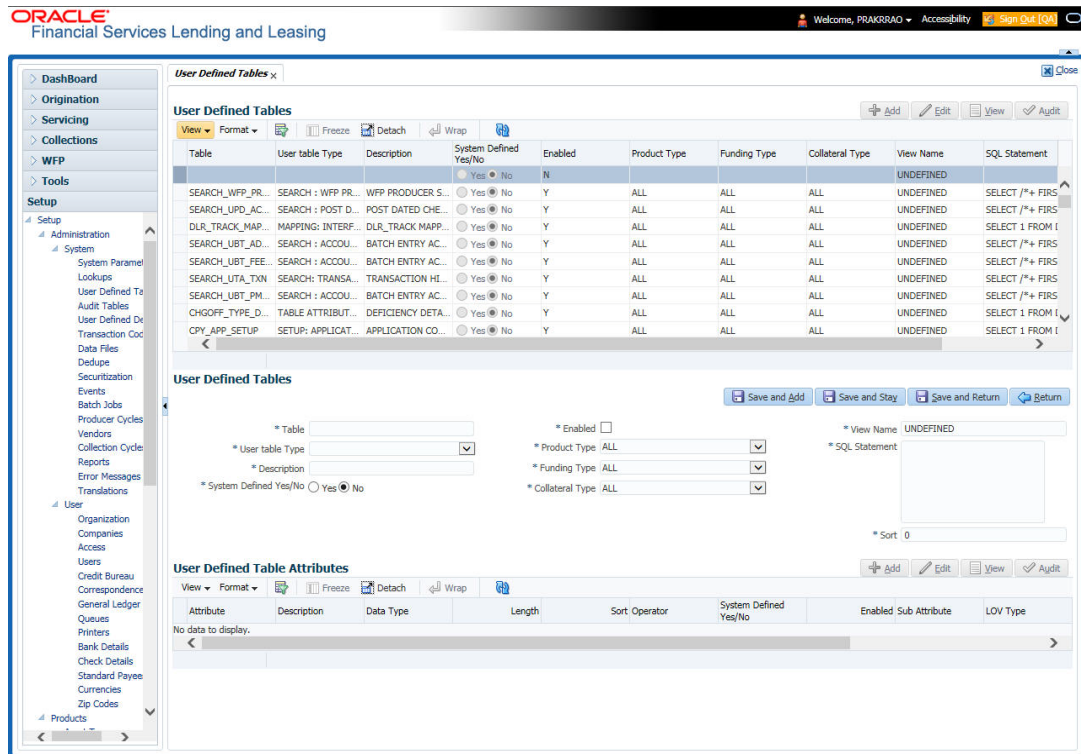 ORACLE
Financial Services Lending and Leasing
Welcome, PRAKRRAO Accessibility Sign Out [QA]
DashBoard
Origination
Servicing
Collections
WFP
Tools
Setup
Setup
Administration
System
System Paramet
Lookups
User Defined Ta
Audit Tables
User Defined De
Transaction Cod
Data Files
Dedupe
Securitization
Events
Batch Jobs
Producer Cycles
Vendors
Collection Cycle
Reports
Error Messages
Translations
User
Organization
Companies
Access
Users
Credit Bureau
Correspondence
General Ledger
Queues
Printers
Bank Details
Check Details
Standard Payee
Currencies
Zip Codes
Products
User Defined Tables x
Close
User Defined Tables
Add Edit View Audit
View Format Freeze Detach Wrap
Table User table Type Description System Defined Yes/No Enabled Product Type Funding Type Collateral Type View Name SQL Statement
Yes No N UNDEFINED
SEARCH_WFP_PR... SEARCH : WFP PR... WFP PRODUCER S... Yes No Y ALL ALL ALL UNDEFINED SELECT /*+ FIRS
SEARCH_UPD_AC... SEARCH : POST D... POST DATED CHE... Yes No Y ALL ALL ALL UNDEFINED SELECT /*+ FIRS
DLR_TRACK_MAP... MAPPING: INTERF... DLR_TRACK MAPP... Yes No Y ALL ALL ALL UNDEFINED SELECT 1 FROM D
SEARCH_UBT_AD... SEARCH : ACCOU... BATCH ENTRY AC... Yes No Y ALL ALL ALL UNDEFINED SELECT /*+ FIRS
SEARCH_UBT_FEE... SEARCH : ACCOU... BATCH ENTRY AC... Yes No Y ALL ALL ALL UNDEFINED SELECT /*+ FIRS
SEARCH_UTA_TXN SEARCH: TRANSA... TRANSACTION HI... Yes No Y ALL ALL ALL UNDEFINED SELECT /*+ FIRS
SEARCH_UBT_PM... SEARCH : ACCOU... BATCH ENTRY AC... Yes No Y ALL ALL ALL UNDEFINED SELECT /*+ FIRS
CHGOFF_TYPE_D... TABLE ATTRIBUT... DEFICIENCY DETA... Yes No Y ALL ALL ALL UNDEFINED SELECT 1 FROM D
CPY_APP_SETUP SETUP: APPLICAT... APPLICATION CO... Yes No Y ALL ALL ALL UNDEFINED SELECT 1 FROM D
User Defined Tables
Save and Add Save and Stay Save and Return Return
* Table
* User table Type
* Description
* System Defined Yes/No Yes No
* Enabled
* Product Type ALL
* Funding Type ALL
* Collateral Type ALL
* View Name UNDEFINED
* SQL Statement
* Sort 0
User Defined Table Attributes
Add Edit View Audit
View Format Freeze Detach Wrap
Attribute Description Data Type Length Sort Operator System Defined Yes/No Enabled Sub Attribute LOV Type
No data to display.